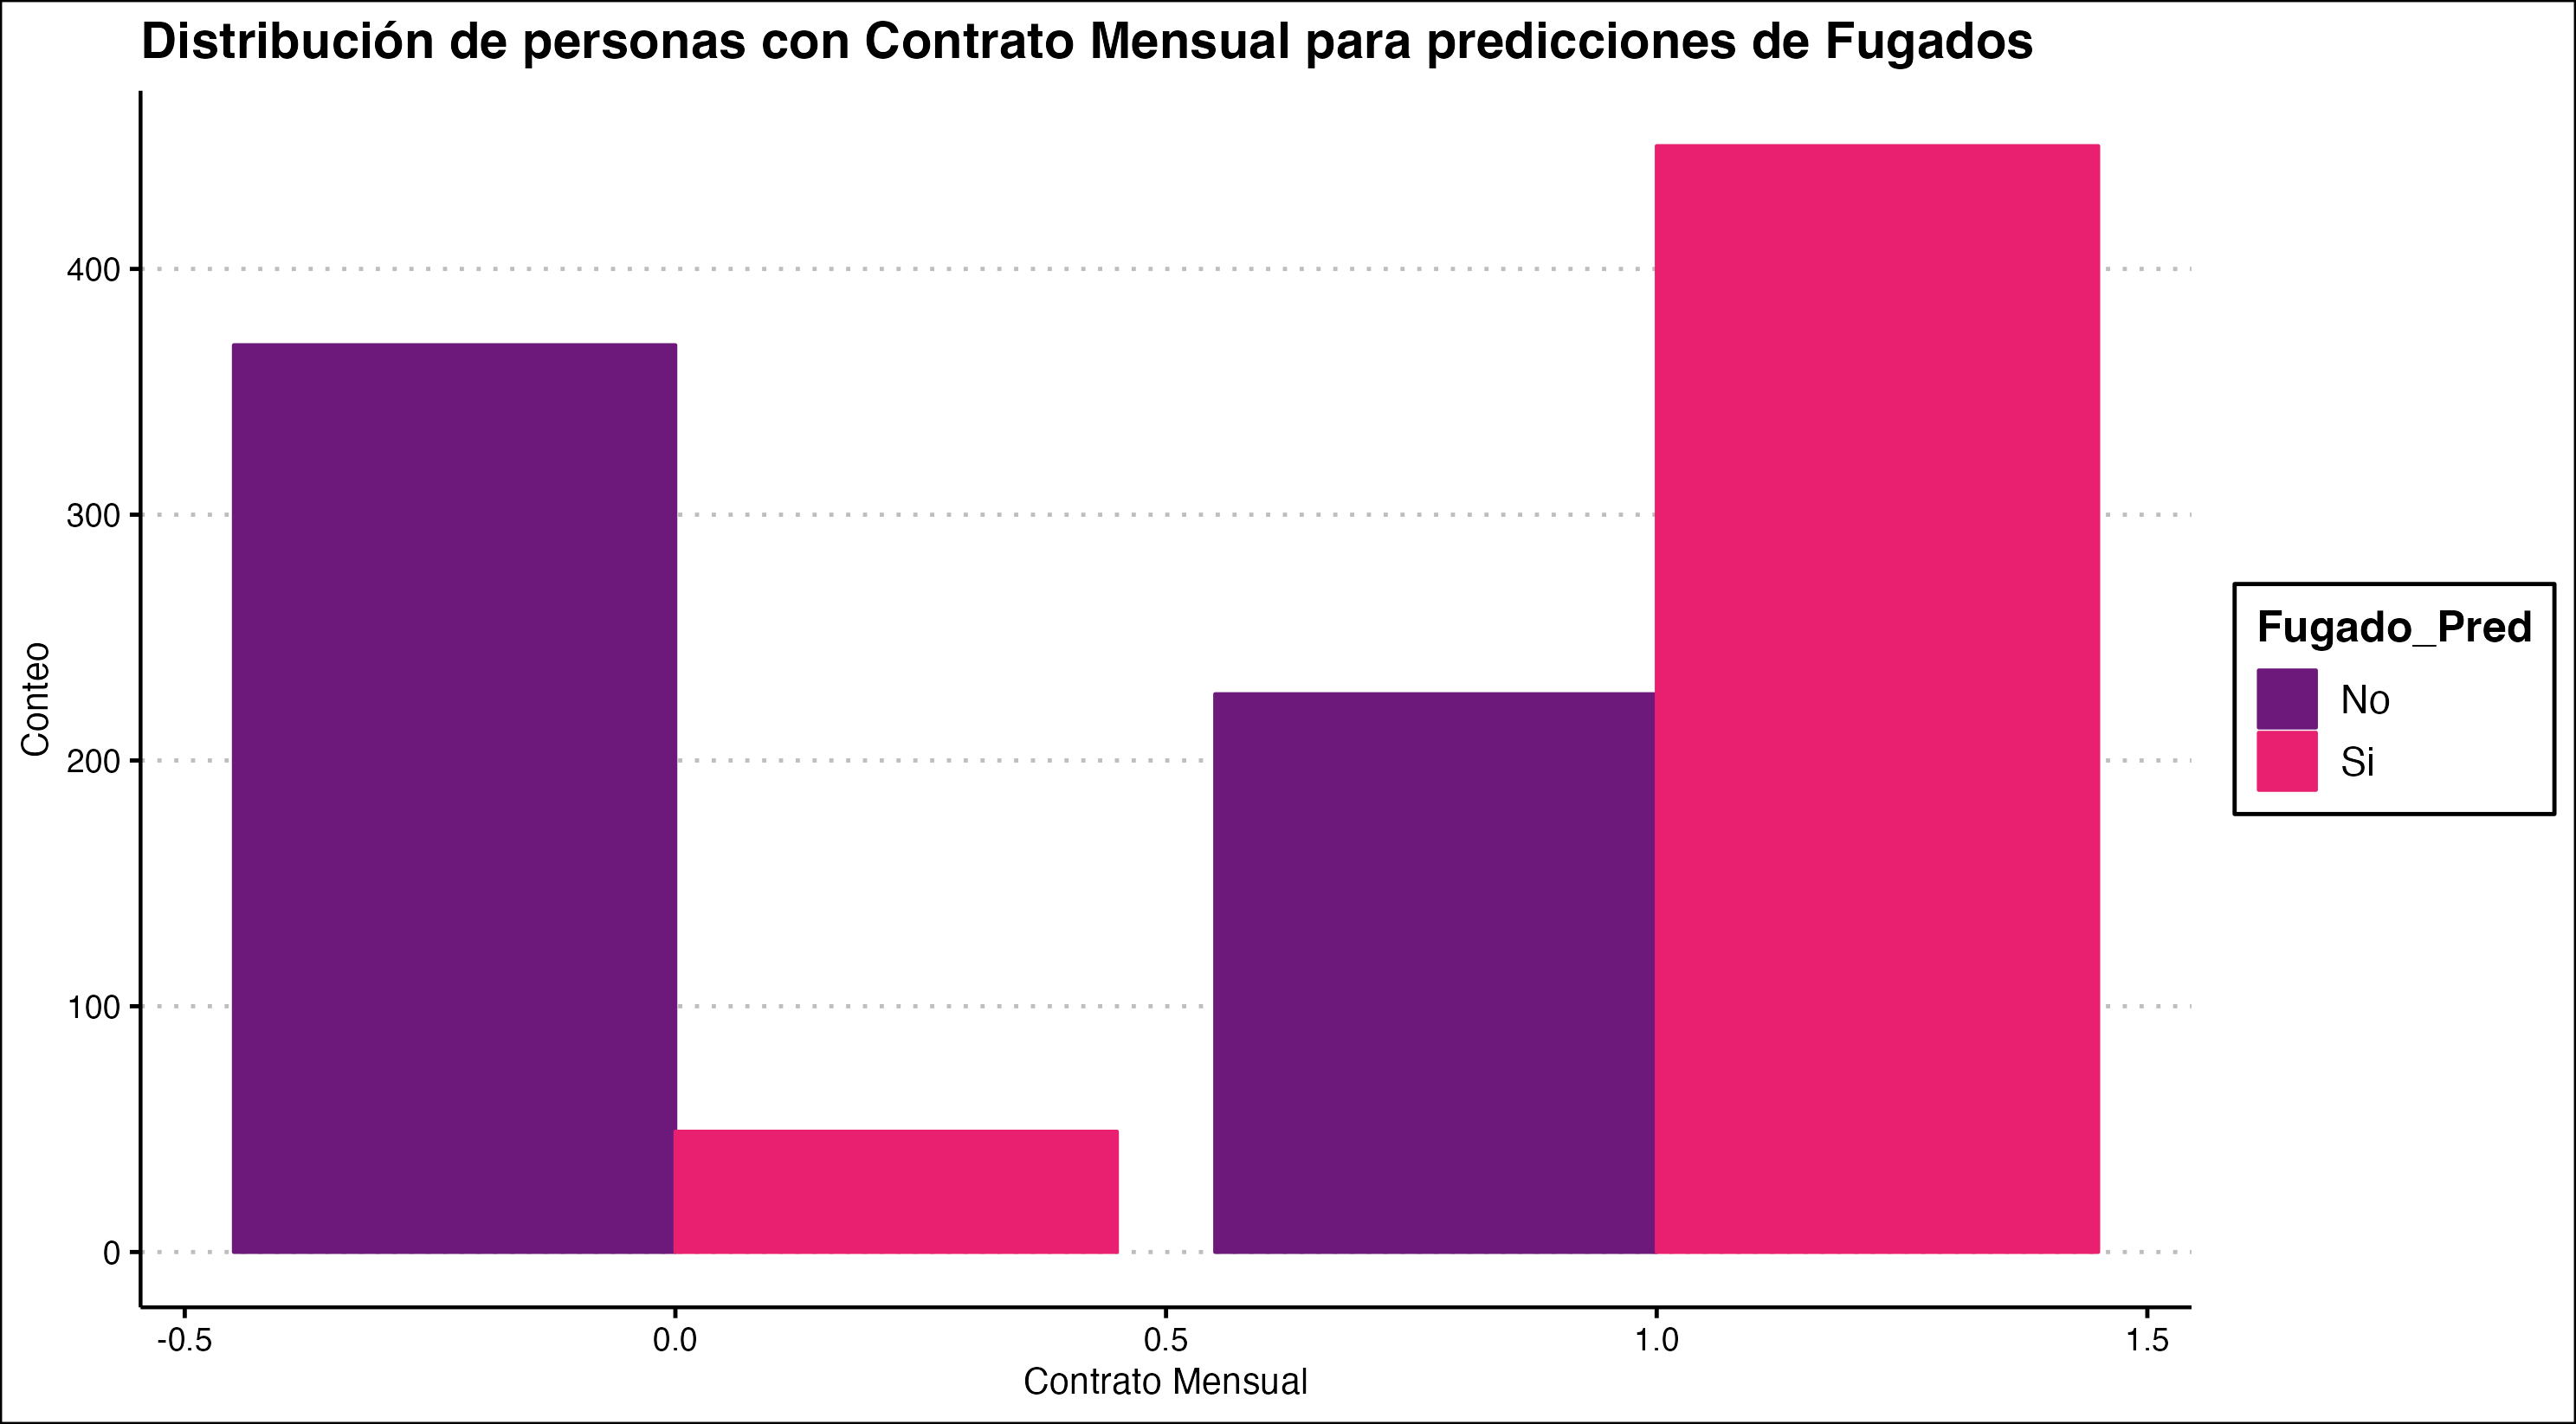 Distribución de personas con Contrato Mensual para predicciones de Fugados
400
300
200
100
0
Conteo
-0.5 0.0 0.5 1.0 1.5
Contrato Mensual
Fugado_Pred
No
Si